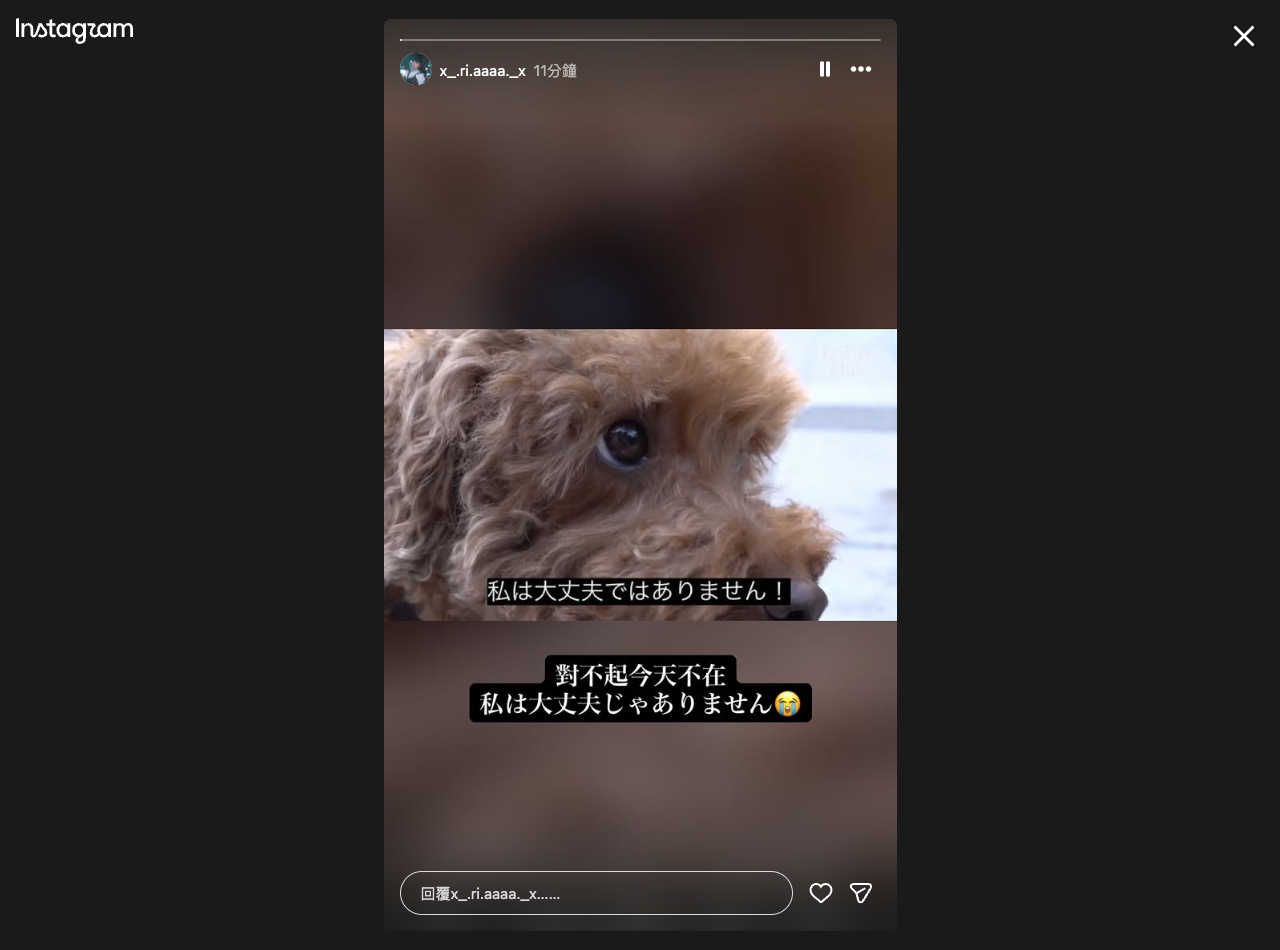 Instagram
x_.ri.aaaa._x 11分鐘
私は大丈夫ではありません！
對不起今天不在
私は大丈夫じゃありません😭
回覆x_.ri.aaaa._x......